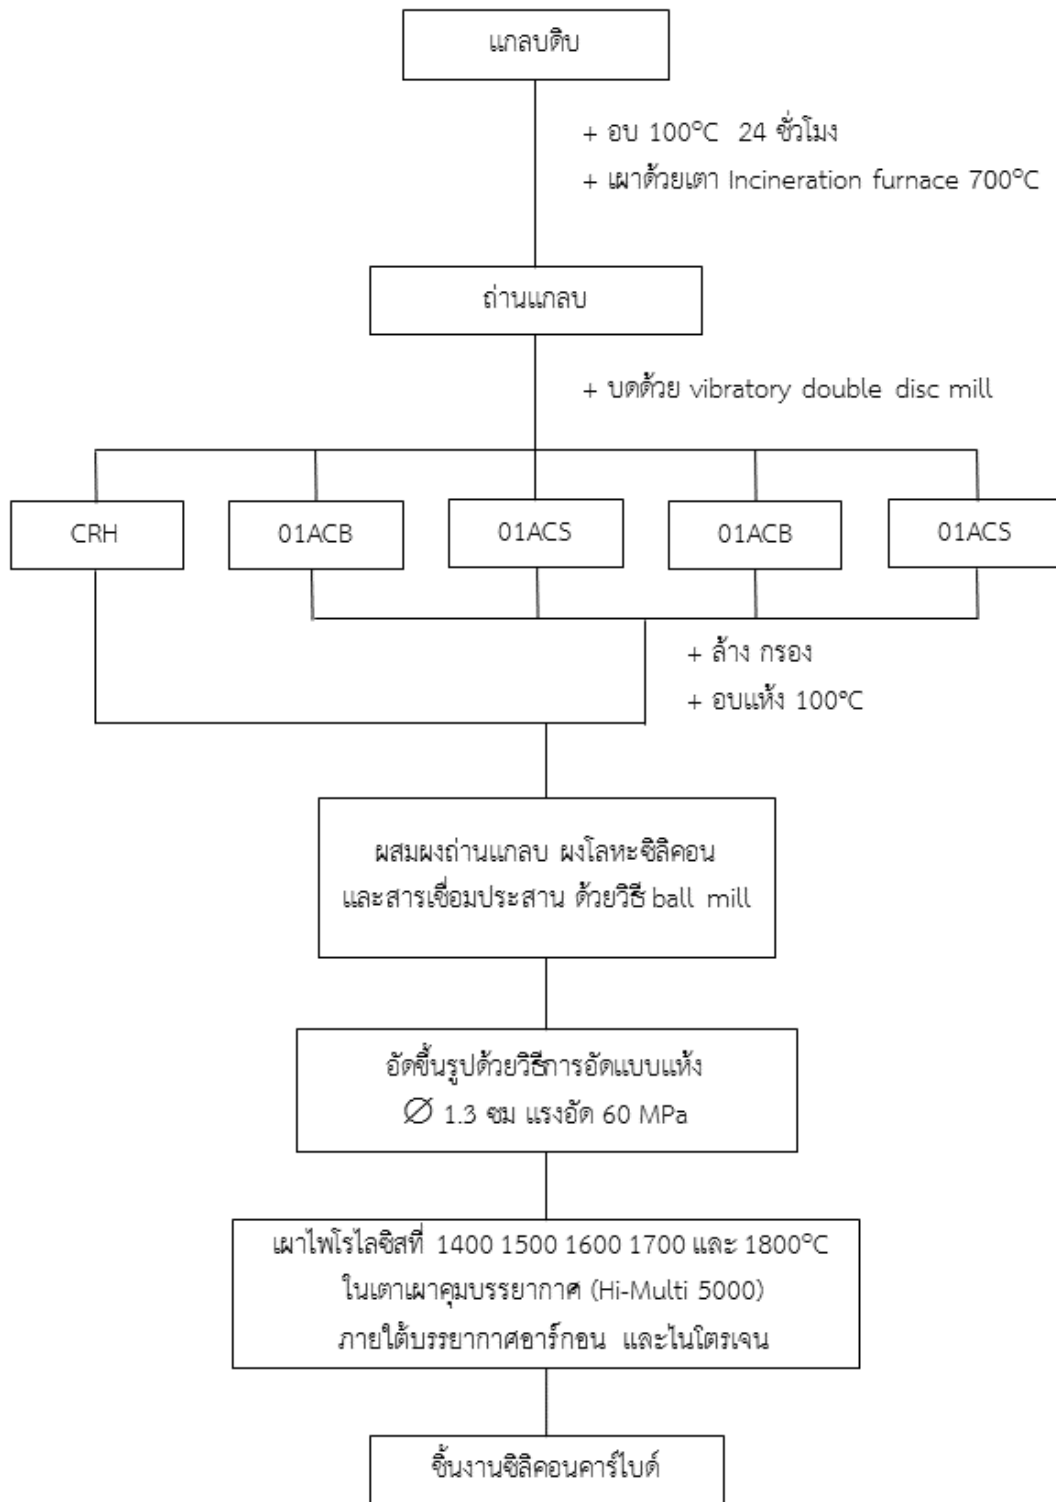 แกลบดิบ
+ อบ 100°C 24 ชั่วโมง
+ เผาด้วยเตา Incineration furnace 700°C
ถ่านแกลบ
+ บดด้วย vibratory double disc mill
CRH
01ACB
01ACS
01ACB
01ACS
+ ล้าง กรอง
+ อบแห้ง 100°C
ผสมผงถ่านแกลบ ผงโลหะซิลิคอน
และสารเชื่อมประสาน ด้วยวิธี ball mill
อัดขึ้นรูปด้วยวิธีการอัดแบบแห้ง
∅ 1.3 ซม แรงอัด 60 MPa
เผาไพโรไลซิสที่ 1400 1500 1600 1700 และ 1800°C
ในเตาเผาคุมบรรยากาศ (Hi-Multi 5000)
ภายใต้บรรยากาศอาร์กอน และไนโตรเจน
ชิ้นงานซิลิคอนคาร์ไบด์